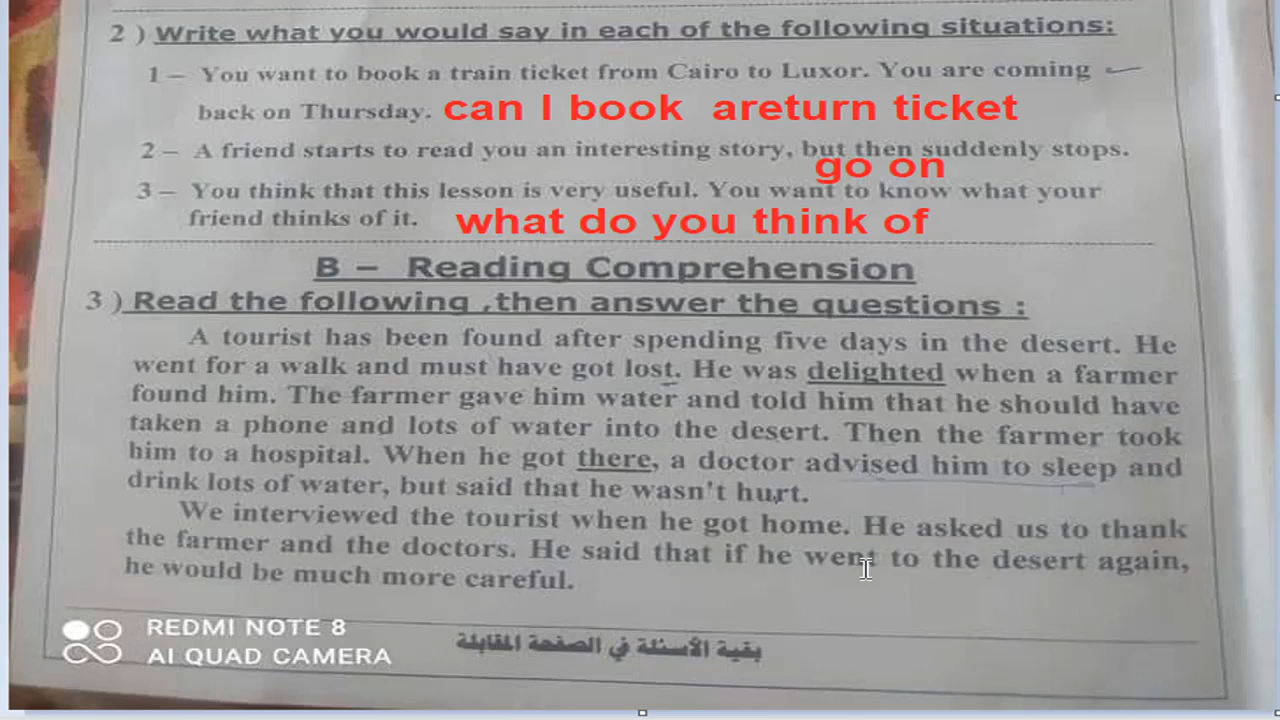 2 ) Write what you would say in each of the following situations:
1 – You want to book a train ticket from Cairo to Luxor. You are coming
back on Thursday. can I book areturn ticket
2 – A friend starts to read you an interesting story, but then suddenly stops.
go on
3 – You think that this lesson is very useful. You want to know what your
friend thinks of it. what do you think of
B – Reading Comprehension
3 ) Read the following ,then answer the questions :
A tourist has been found after spending five days in the desert. He
went for a walk and must have got lost. He was delighted when a farmer
found him. The farmer gave him water and told him that he should have
taken a phone and lots of water into the desert. Then the farmer took
him to a hospital. When he got there, a doctor advised him to sleep and
drink lots of water, but said that he wasn't hurt.
We interviewed the tourist when he got home. He asked us to thank
the farmer and the doctors. He said that if he went to the desert again,
he would be much more careful.
REDMI NOTE 8
AI QUAD CAMERA
بقية الأسئلة في الصفحة المقابلة